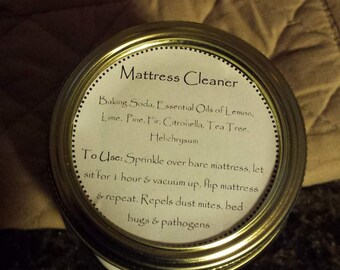 Mattress Cleaner
Baking Soda, Essential Oils of Lemon,
Lime, Pine, Fir, Citronella, Tea Tree,
Helichrysum
To Use: Sprinkle over bare mattress, let
sit for 1 hour & vacuum up, flip mattress
& repeat. Repels dust mites, bed
bugs & pathogens